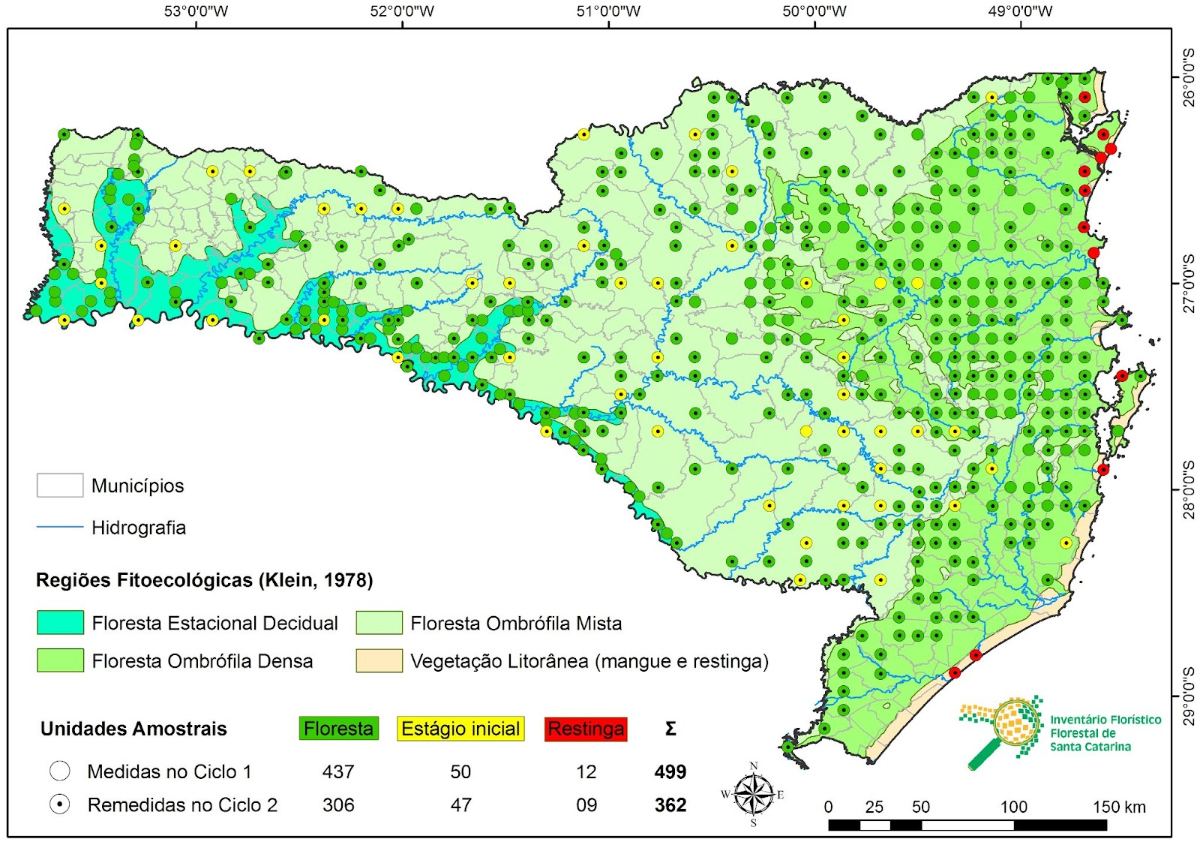 53°0'0"W 52°0'0"W 51°0'0"W 50°0'0"W 49°0'0"W
26°0'0"S
27°0'0"S
28°0'0"S
29°0'0"S
Municípios
Hidrografia
Regiões Fitoecológicas (Klein, 1978)
Floresta Estacional Decidual Floresta Ombrófila Mista
Floresta Ombrófila Densa Vegetação Litorânea (mangue e restinga)
Unidades Amostrais Floresta Estágio inicial Restinga Σ
Medidas no Ciclo 1 437 50 12 499
Remedidas no Ciclo 2 306 47 09 362
Inventário Florístico
Florestal de
Santa Catarina
N
W E
S
0 25 50 100 150 km